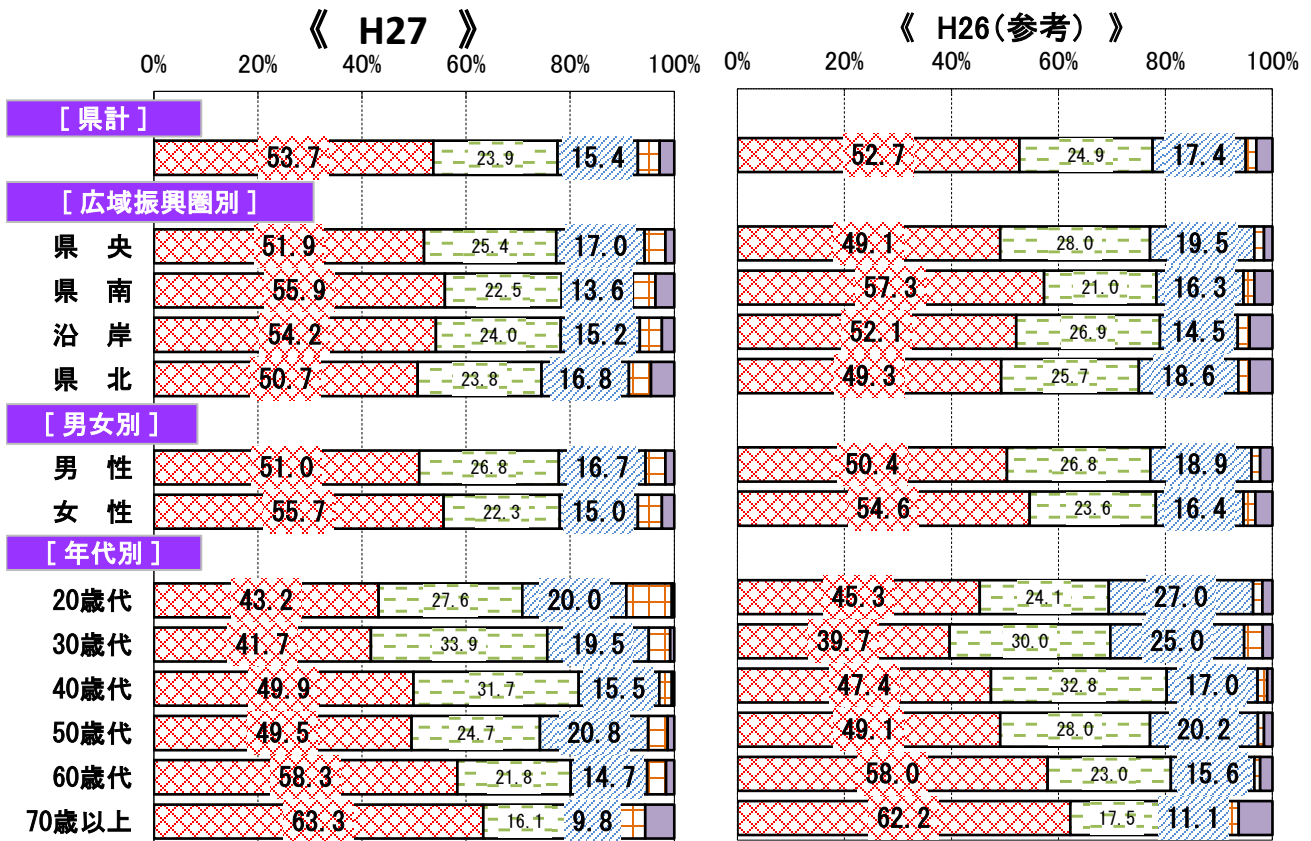 《 H27 》 《 H26(参考) 》
0% 20% 40% 60% 80% 100% 0% 20% 40% 60% 80% 100%
[ 県計 ]
53.7 23.9 15.4 52.7 24.9 17.4
[ 広域振興圏別 ]
県 央 51.9 25.4 17.0 49.1 28.0 19.5
県 南 55.9 22.5 13.6 57.3 21.0 16.3
沿 岸 54.2 24.0 15.2 52.1 26.9 14.5
県 北 50.7 23.8 16.8 49.3 25.7 18.6
[ 男女別 ]
男 性 51.0 26.8 16.7 50.4 26.8 18.9
女 性 55.7 22.3 15.0 54.6 23.6 16.4
[ 年代別 ]
20歳代 43.2 27.6 20.0 45.3 24.1 27.0
30歳代 41.7 33.9 19.5 39.7 30.0 25.0
40歳代 49.9 31.7 15.5 47.4 32.8 17.0
50歳代 49.5 24.7 20.8 49.1 28.0 20.2
60歳代 58.3 21.8 14.7 58.0 23.0 15.6
70歳以上 63.3 16.1 9.8 62.2 17.5 11.1